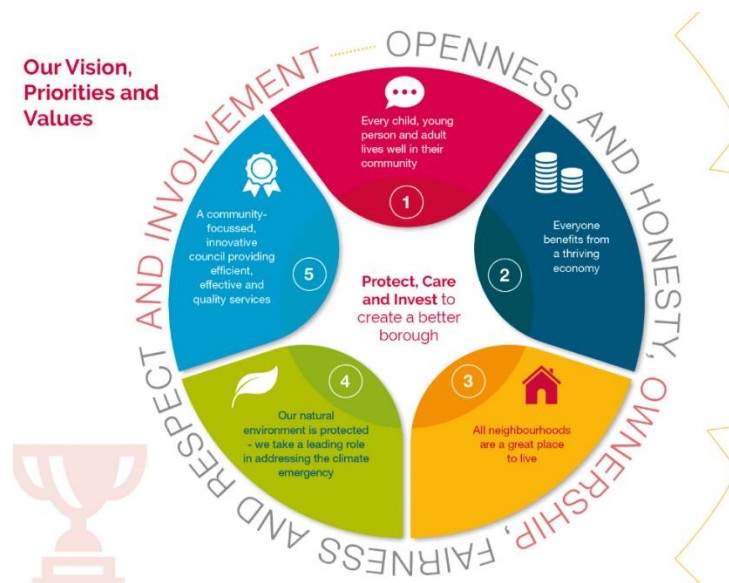 Our Vision,
Priorities and
Values
OPENNESS AND HONESTY, OWNERSHIP, FAIRNESS AND RESPECT AND INVOLVEMENT
Every child, young
person and adult
lives well in their
community
1
Everyone
benefits from
a thriving
economy
2
All neighbourhoods
are a great place
to live
3
Our natural
environment is protected
- we take a leading role
in addressing the climate
emergency
4
A community-
focussed,
innovative
council providing
efficient,
effective and
quality services
5
Protect, Care
and Invest to
create a better
borough